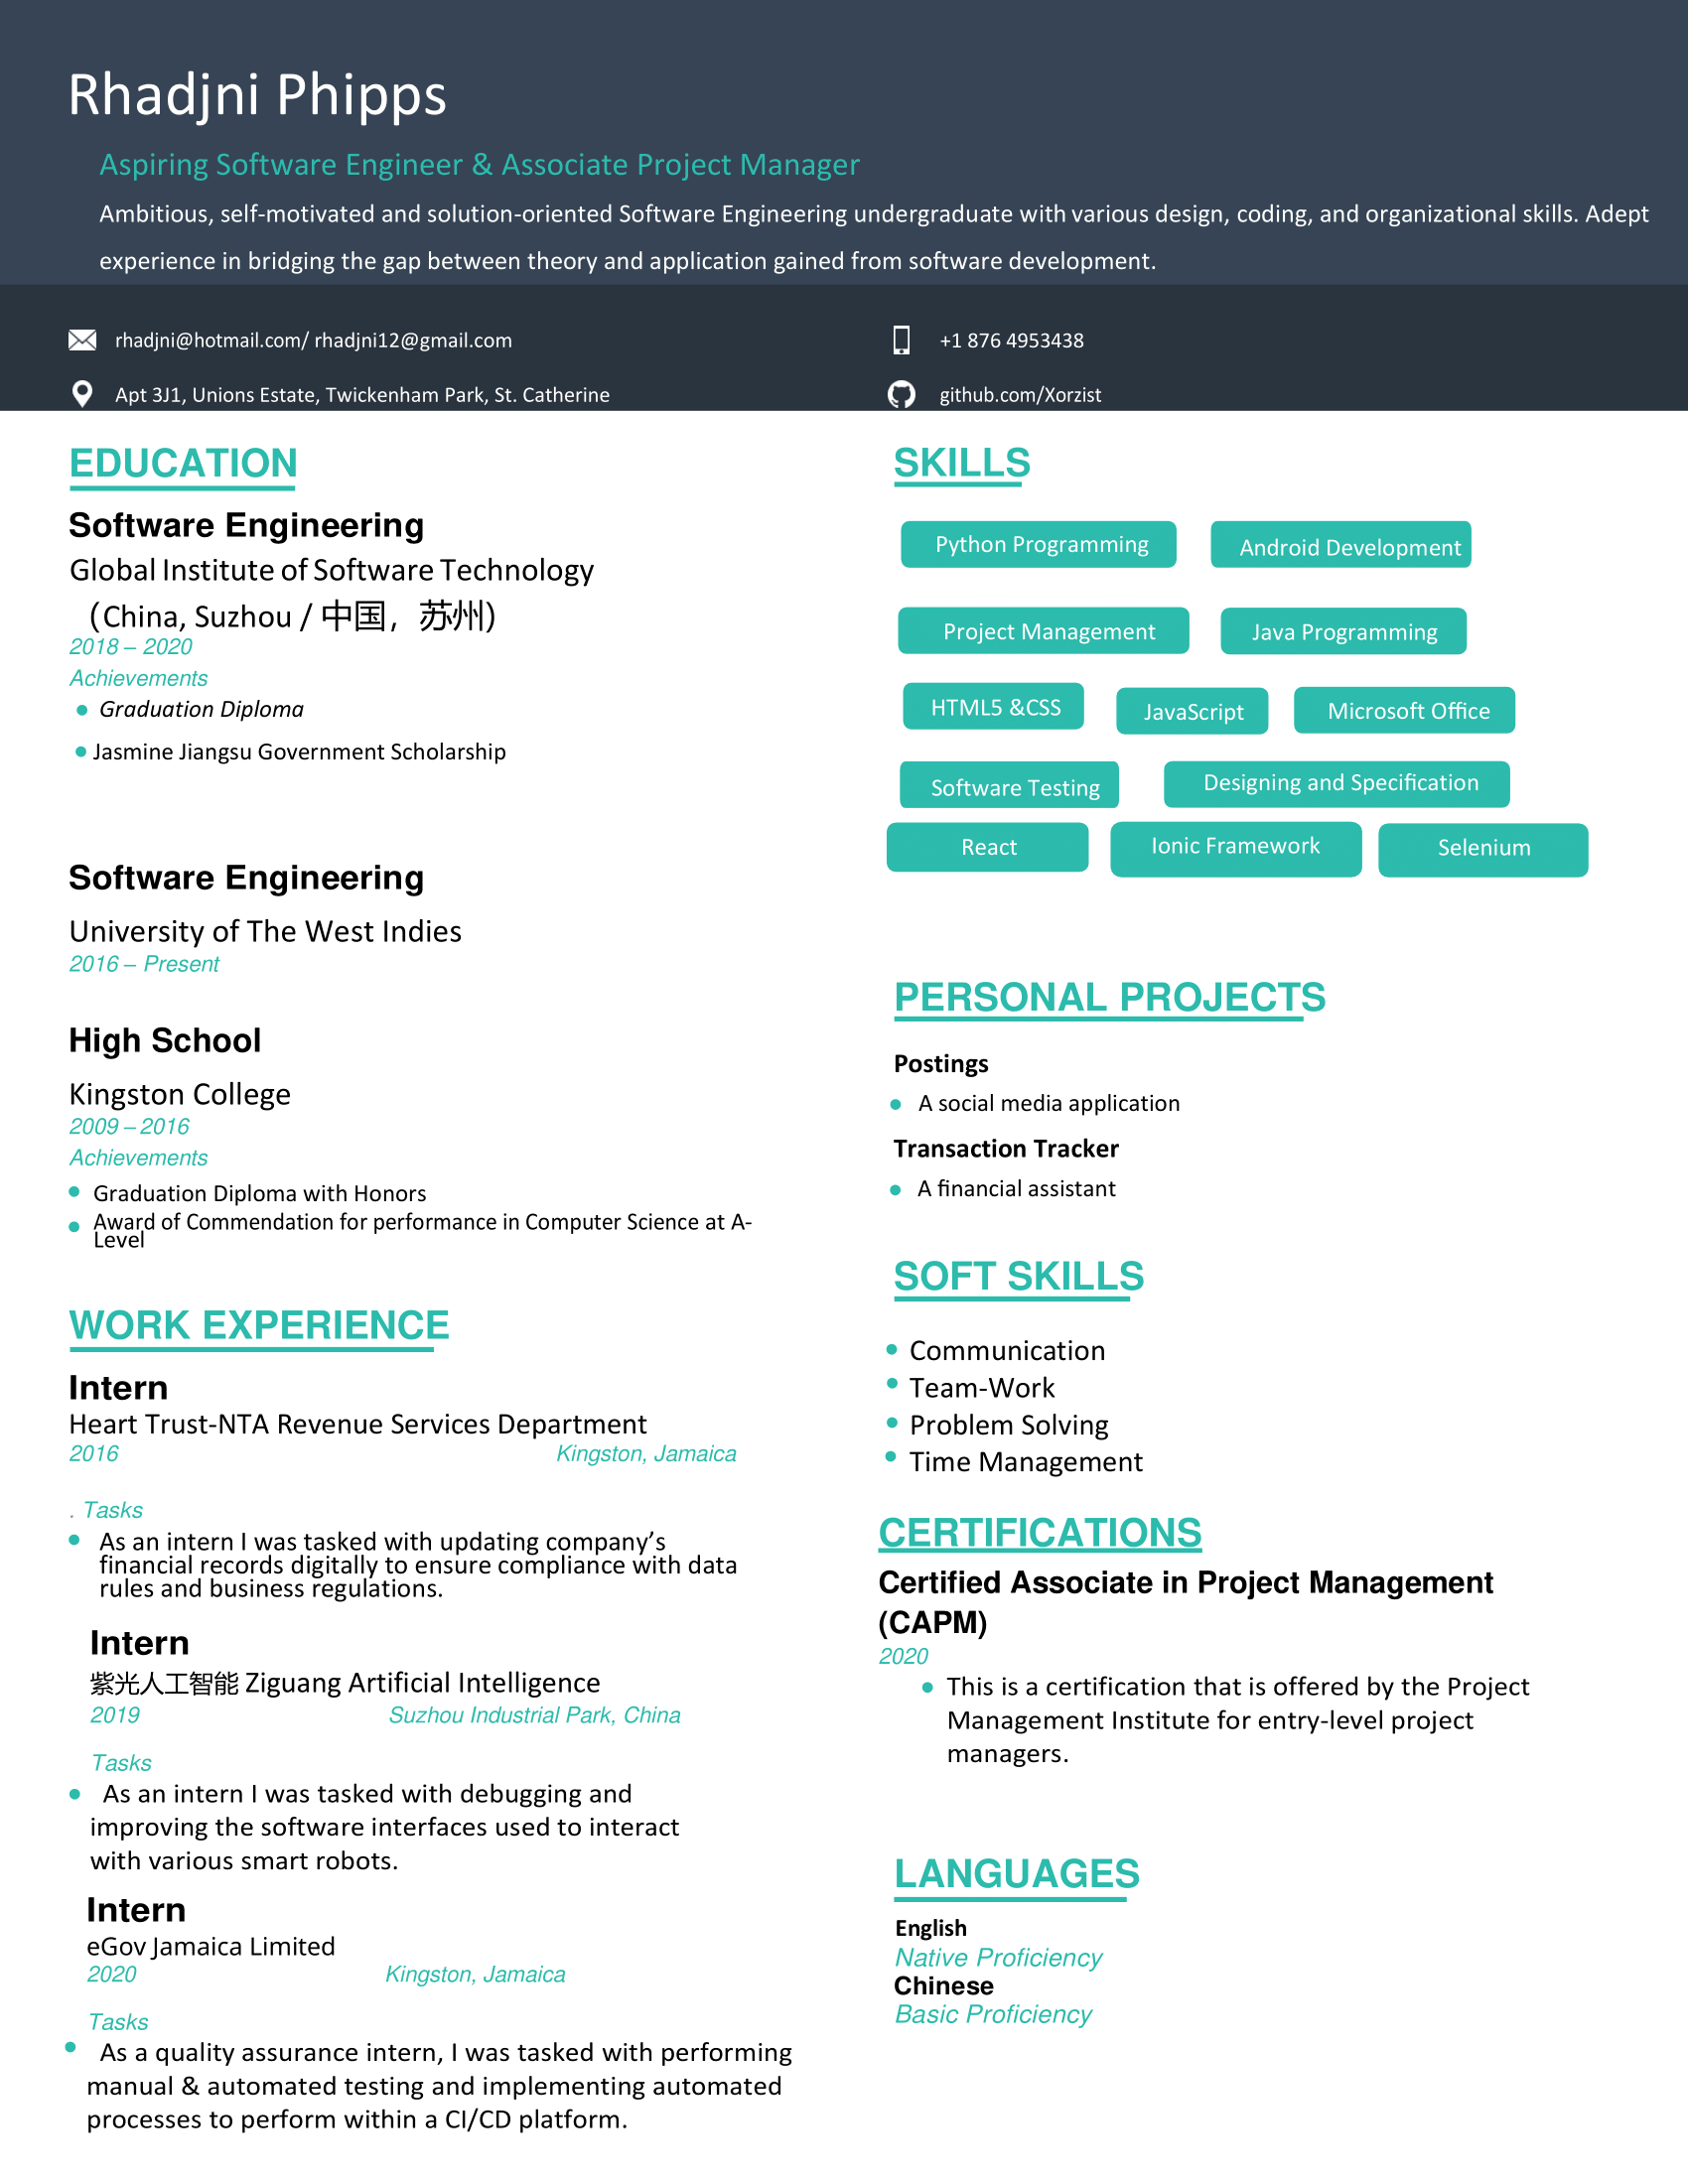 Rhadjni Phipps
Aspiring Software Engineer & Associate Project Manager
Ambitious, self-motivated and solution-oriented Software Engineering undergraduate with various design, coding, and organizational skills. Adept
experience in bridging the gap between theory and application gained from software development.
rhadjni@hotmail.com/ rhadjni12@gmail.com
+1 876 4953438
Apt 3J1, Unions Estate, Twickenham Park, St. Catherine
github.com/Xorzist
EDUCATION
Software Engineering
Global Institute of Software Technology
（China, Suzhou / 中国，苏州)
2018 – 2020
Achievements
Graduation Diploma
Jasmine Jiangsu Government Scholarship
Software Engineering
University of The West Indies
2016 – Present
High School
Kingston College
2009 – 2016
Achievements
Graduation Diploma with Honors
Award of Commendation for performance in Computer Science at A-
Level
WORK EXPERIENCE
Intern
Heart Trust-NTA Revenue Services Department
2016 Kingston, Jamaica
. Tasks
As an intern I was tasked with updating company’s
financial records digitally to ensure compliance with data
rules and business regulations.
Intern
紫光人工智能 Ziguang Artificial Intelligence
2019 Suzhou Industrial Park, China
Tasks
As an intern I was tasked with debugging and
improving the software interfaces used to interact
with various smart robots.
Intern
eGov Jamaica Limited
2020 Kingston, Jamaica
Tasks
As a quality assurance intern, I was tasked with performing
manual & automated testing and implementing automated
processes to perform within a CI/CD platform.
SKILLS
Python Programming
Android Development
Project Management
Java Programming
HTML5 &CSS
JavaScript
Microsoft Office
Software Testing
Designing and Specification
React
Ionic Framework
Selenium
PERSONAL PROJECTS
Postings
A social media application
Transaction Tracker
A financial assistant
SOFT SKILLS
Communication
Team-Work
Problem Solving
Time Management
CERTIFICATIONS
Certified Associate in Project Management
(CAPM)
2020
This is a certification that is offered by the Project
Management Institute for entry-level project
managers.
LANGUAGES
English
Native Proficiency
Chinese
Basic Proficiency